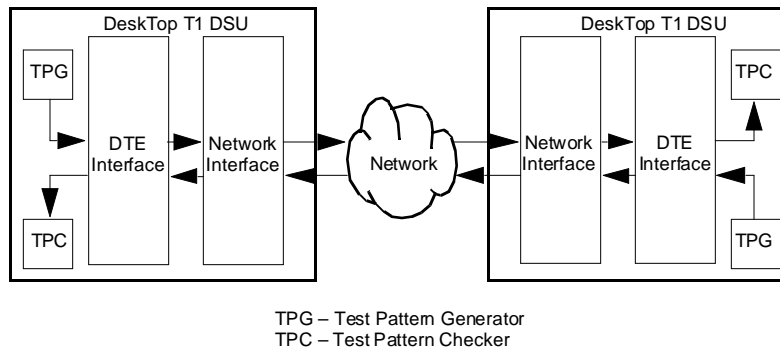 DeskTop T1 DSU
TPG
DTE
Interface
Network
Interface
TPC
Network
DeskTop T1 DSU
Network
Interface
DTE
Interface
TPC
TPG
TPG – Test Pattern Generator
TPC – Test Pattern Checker